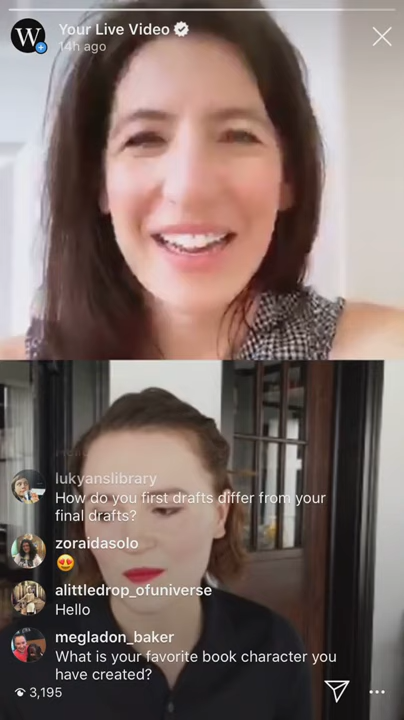 W
Your Live Video
14h ago
lukyanslibrary
How do you first drafts differ from your
final drafts?
zoraidasolo
😍
alittledrop_ofuniverse
Hello
megladon_baker
What is your favorite book character you
have created?
3,195